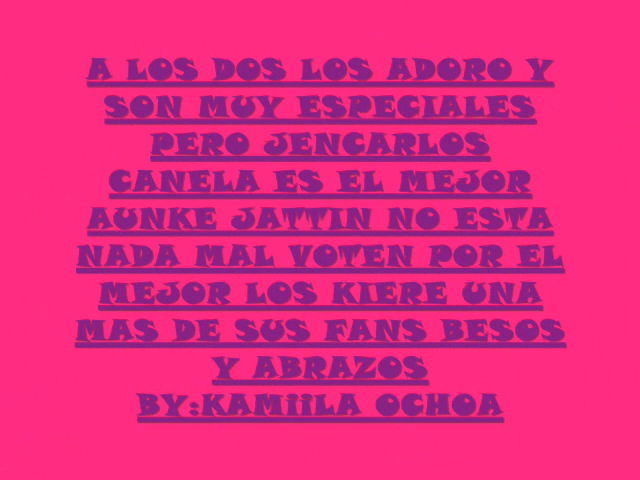 A LOS DOS LOS ADORO Y
SON MUY ESPECIALES
PERO JENCARLOS
CANELA ES EL MEJOR
AUNKE JATTIN NO ESTA
NADA MAL VOTEN POR EL
MEJOR LOS KIERE UNA
MAS DE SUS FANS BESOS
Y ABRAZOS
BY:KAMiiLA OCHOA